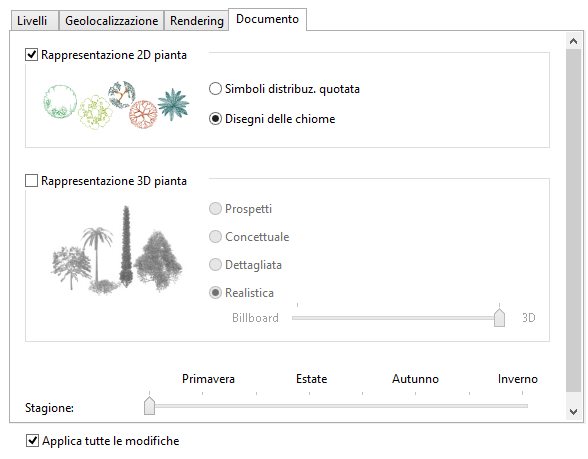 Livelli Geolocalizzazione Rendering Documento
Rappresentazione 2D pianta
Simboli distribuz. quotata
Disegni delle chiome
Rappresentazione 3D pianta
Prospetti
Concettuale
Dettagliata
Realistica
Billboard 3D
Primavera Estate Autunno Inverno
Stagione:
Applica tutte le modifiche